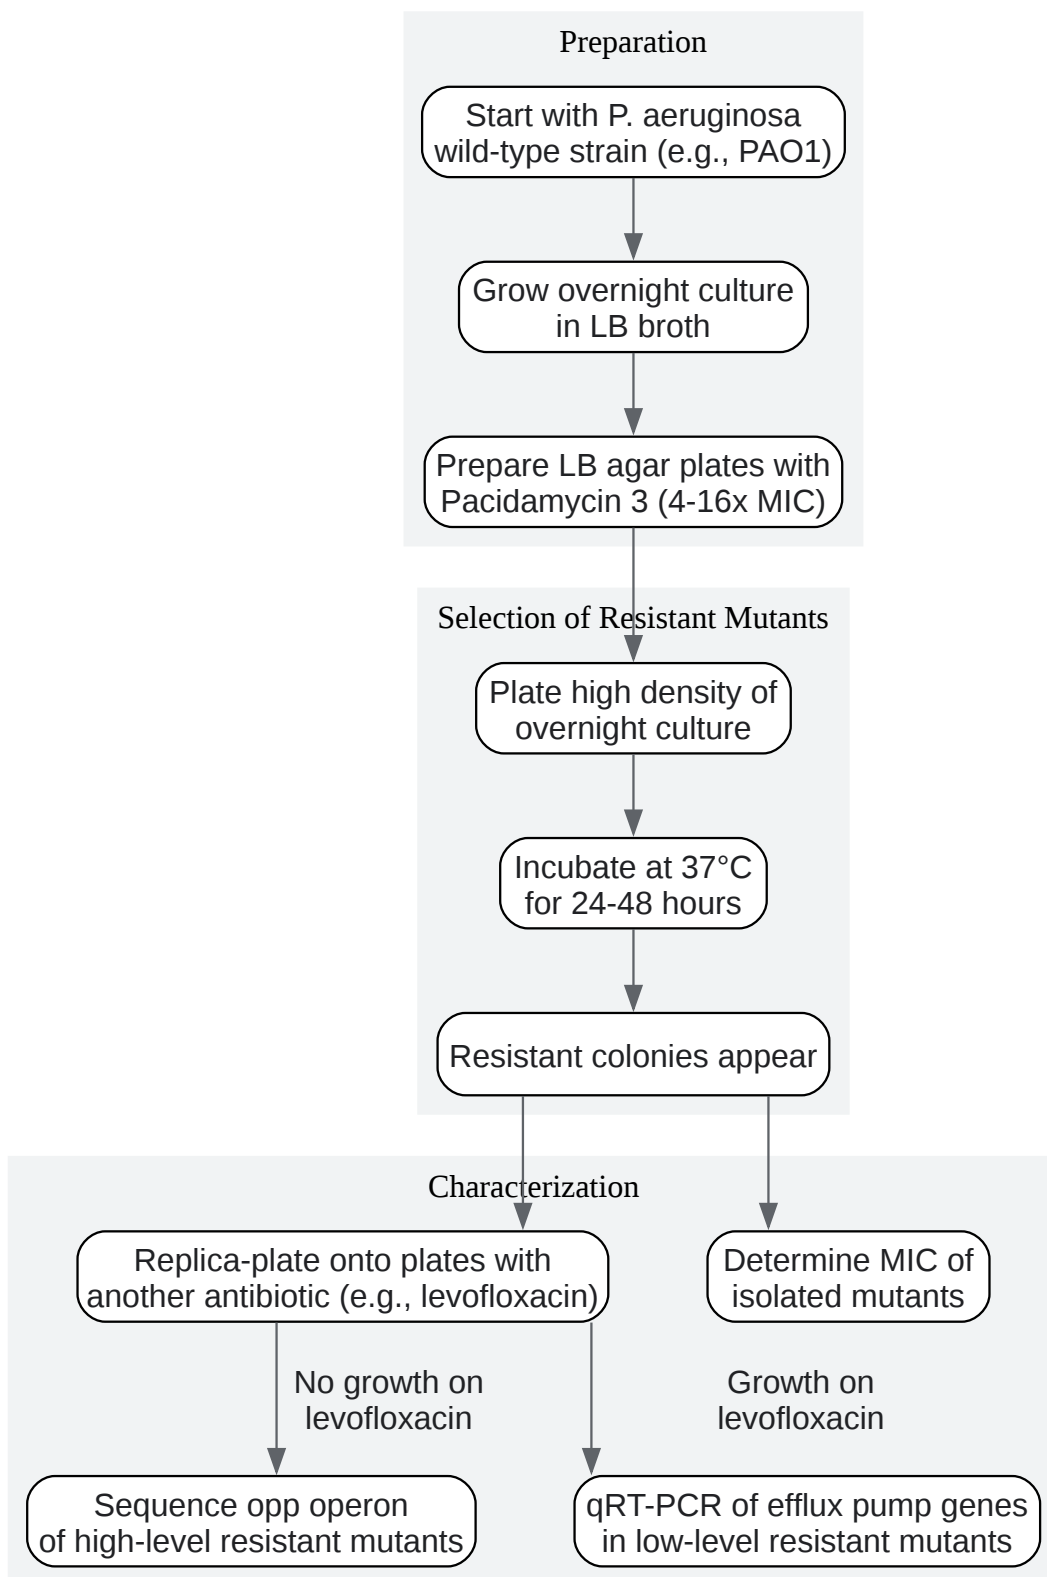 Preparation
Start with P. aeruginosa
wild-type strain (e.g., PAO1)
Grow overnight culture
in LB broth
Prepare LB agar plates with
Pacidamycin 3 (4-16x MIC)
Selection of Resistant Mutants
Plate high density of
overnight culture
Incubate at 37°C
for 24-48 hours
Resistant colonies appear
Characterization
Replica-plate onto plates with
another antibiotic (e.g., levofloxacin)
Determine MIC of
isolated mutants
No growth on
levofloxacin
Growth on
levofloxacin
Sequence opp operon
of high-level resistant mutants
qRT-PCR of efflux pump genes
in low-level resistant mutants